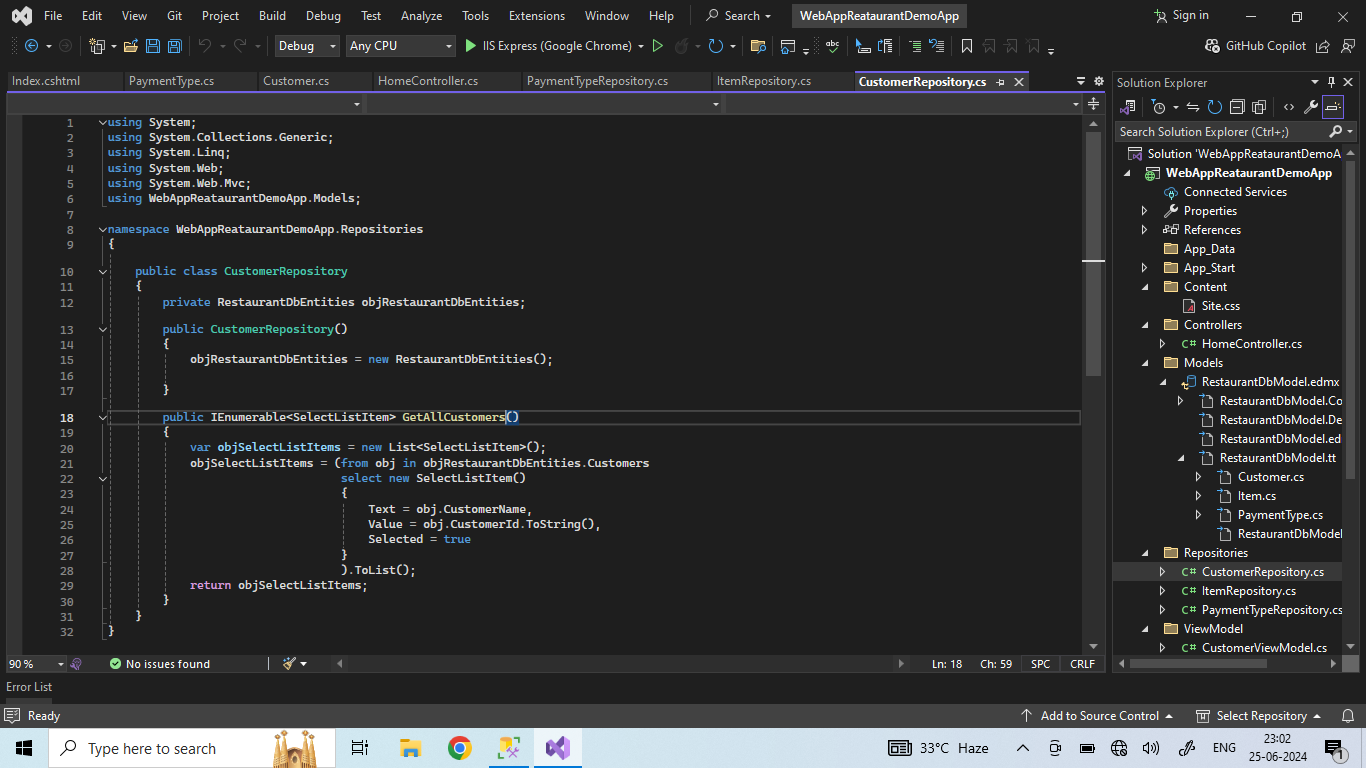 File Edit View Git Project Build Debug Test Analyze Tools Extensions Window Help Search WebAppReataurantDemoApp Sign in
Debug Any CPU IIS Express (Google Chrome) GitHub Copilot
Index.cshtml PaymentType.cs Customer.cs HomeController.cs PaymentTypeRepository.cs ItemRepository.cs CustomerRepository.cs
1 using System;
2 using System.Collections.Generic;
3 using System.Linq;
4 using System.Web;
5 using System.Web.Mvc;
6 using WebAppReataurantDemoApp.Models;
7
8 namespace WebAppReataurantDemoApp.Repositories
9 {
10 public class CustomerRepository
11 {
12 private RestaurantDbEntities objRestaurantDbEntities;
13 public CustomerRepository()
14 {
15 objRestaurantDbEntities = new RestaurantDbEntities();
16
17 }
18 public IEnumerable<SelectListItem> GetAllCustomers()
19 {
20 var objSelectListItems = new List<SelectListItem>();
21 objSelectListItems = (from obj in objRestaurantDbEntities.Customers
22 select new SelectListItem()
23 {
24 Text = obj.CustomerName,
25 Value = obj.CustomerId.ToString(),
26 Selected = true
27 }
28 ).ToList();
29 return objSelectListItems;
30 }
31 }
32 }
90 % No issues found Ln: 18 Ch: 59 SPC CRLF
Solution Explorer
Search Solution Explorer (Ctrl+;)
Solution 'WebAppReataurantDemoA
WebAppReataurantDemoApp
Connected Services
Properties
References
App_Data
App_Start
Content
Site.css
Controllers
C# HomeController.cs
Models
RestaurantDbModel.edmx
RestaurantDbModel.Co
RestaurantDbModel.De
RestaurantDbModel.ed
RestaurantDbModel.tt
Customer.cs
Item.cs
PaymentType.cs
RestaurantDbModel
Repositories
C# CustomerRepository.cs
C# ItemRepository.cs
C# PaymentTypeRepository.cs
ViewModel
C# CustomerViewModel.cs
Error List
Ready Add to Source Control Select Repository
Type here to search 33°C Haze ENG 23:02
25-06-2024 1